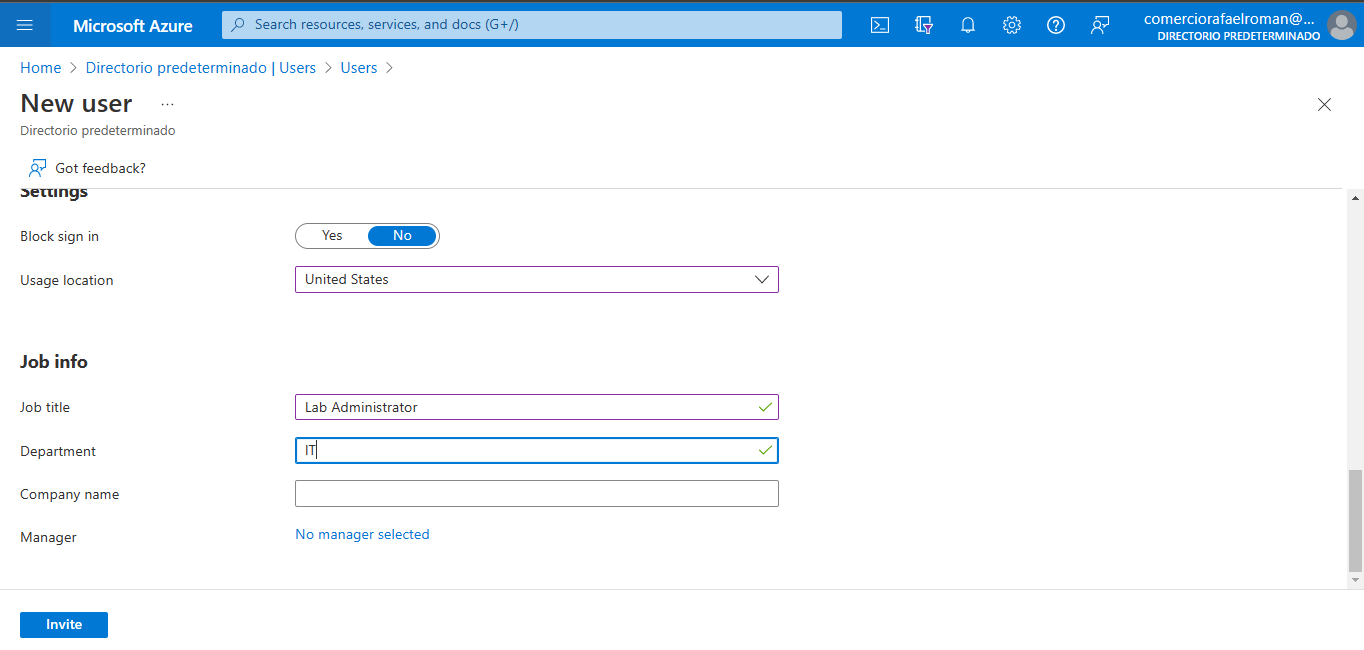 Microsoft Azure
Search resources, services, and docs (G+/)
comerciorafaelroman@...
DIRECTORIO PREDETERMINADO
Home > Directorio predeterminado | Users > Users >
New user ...
Directorio predeterminado
Got feedback?
Settings
Block sign in Yes No
Usage location United States
Job info
Job title Lab Administrator
Department IT
Company name
Manager No manager selected
Invite